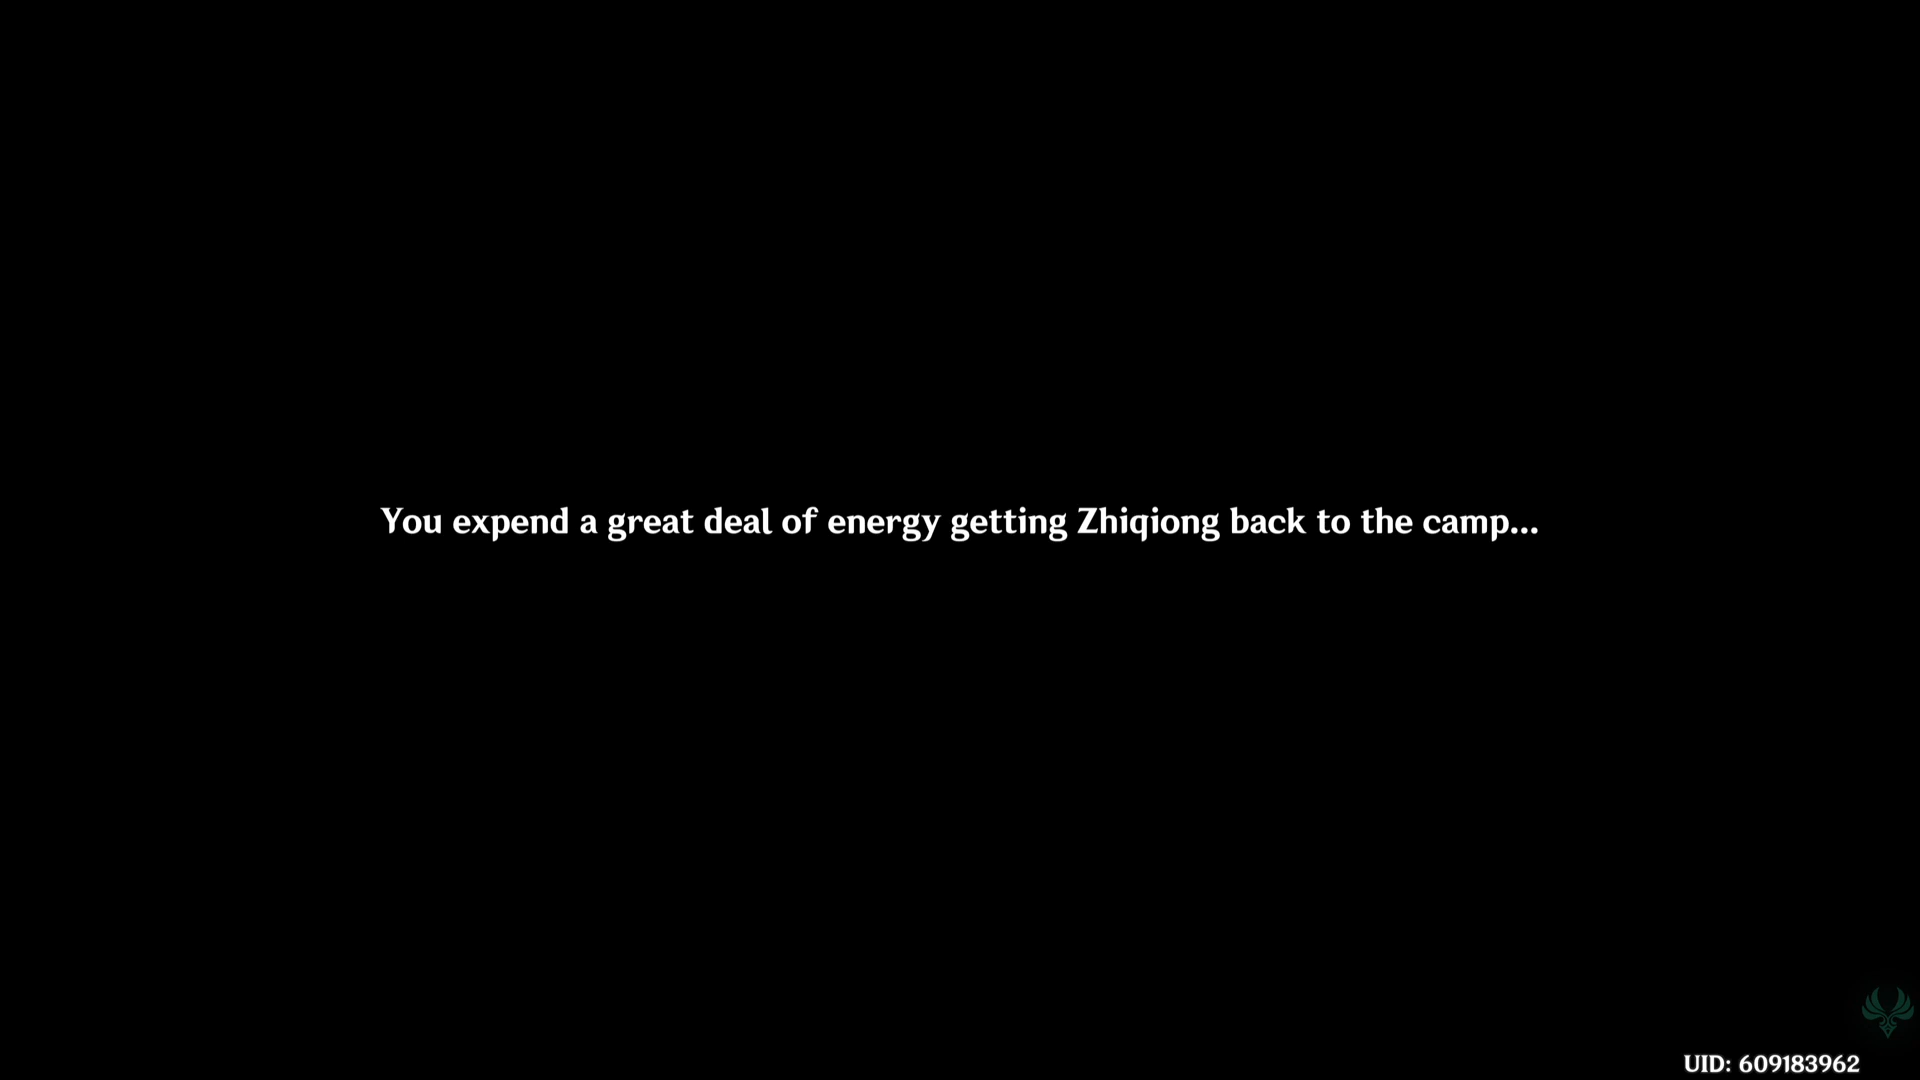 You expend a great deal of energy getting Zhiqiong back to the camp...
UID: 609183962